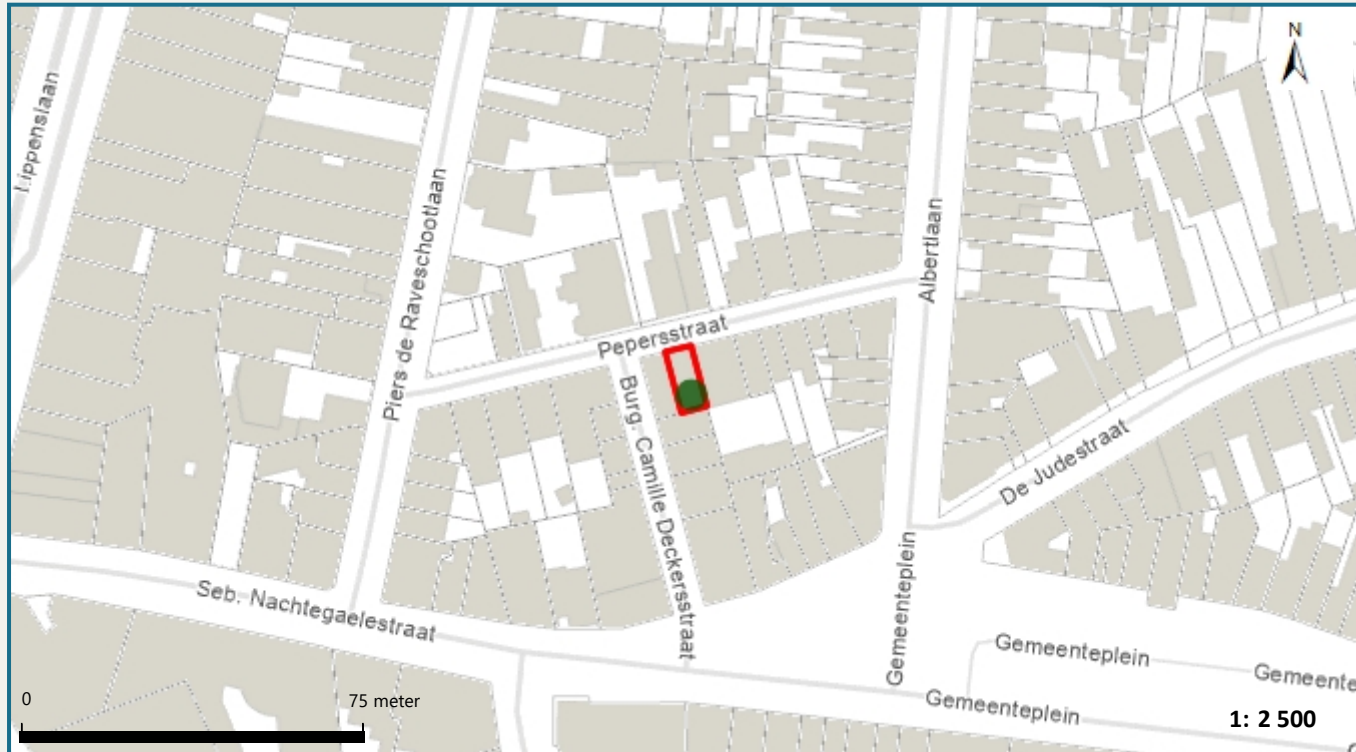 N
Lippenslaan
Piers de Raveschootlaan
Albertlaan
Pepersstraat
Burg. Camille Deckersstraat
De Judestraat
Seb. Nachtegaelestraat
Gemeenteplein
Gemeenteplein
Gemeente
Gemeenteplein
0
75 meter
1: 2 500